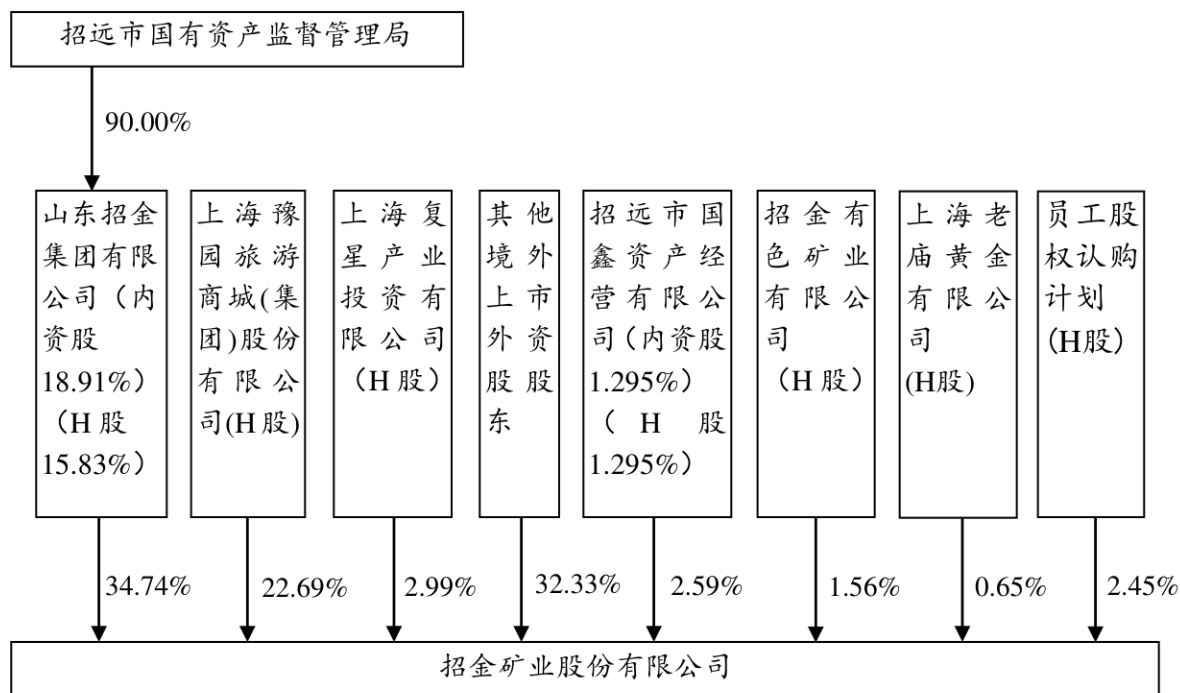 招远市国有资产监督管理局
90.00%
山东招金
集团有限
公司（内
资股
18.91%）
（H 股
15.83%）
上海豫
园旅游
商城(集
团)股份
有限公
司(H 股)
上海复
星产业
投资有
限公司
（H 股）
其他
境外
上市
外资
股股
东
招远市国
鑫资产经
营有限公
司（内资股
1.295%）
（H 股
1.295%）
招金有
色矿业
有限公
司
（H 股）
上海老
庙黄金
有限公
司
(H股)
员工股
权认购
计划
（H股）
34.74%
22.69%
2.99%
32.33%
2.59%
1.56%
0.65%
2.45%
招金矿业股份有限公司